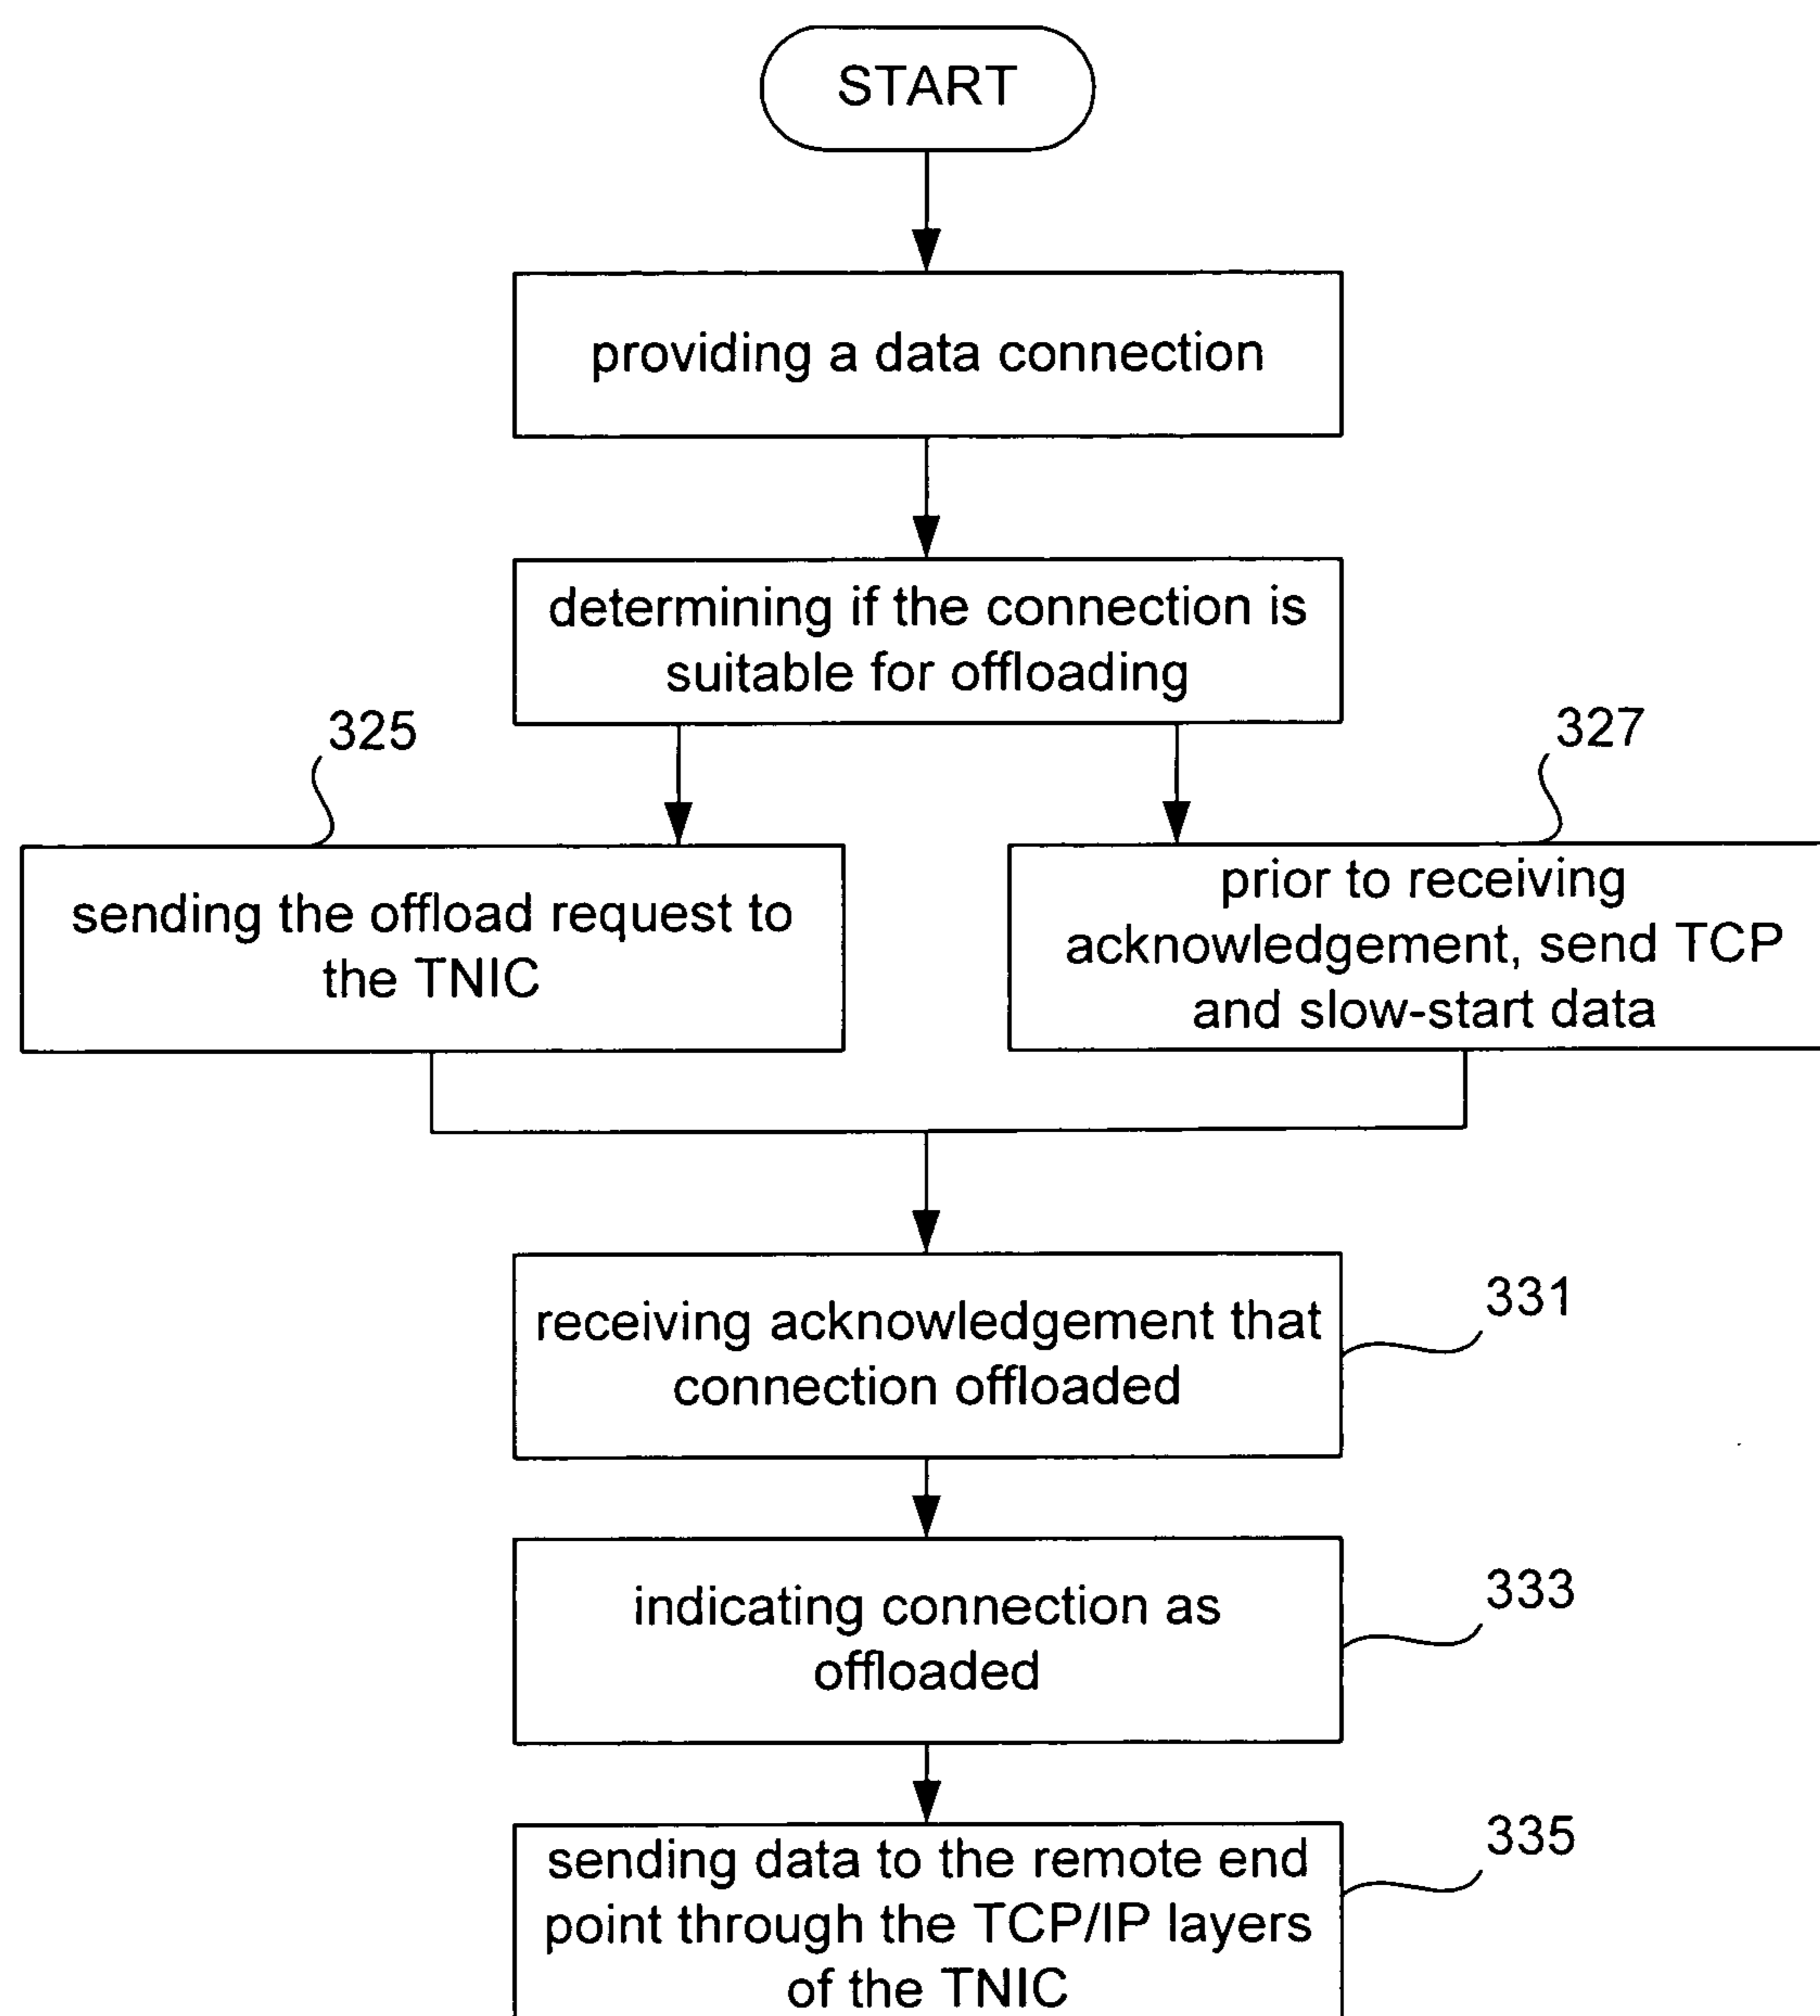 START
providing a data connection
determining if the connection is
suitable for offloading
325
327
sending the offload request to
the TNIC
prior to receiving
acknowledgement, send TCP
and slow-start data
receiving acknowledgement that
connection offloaded
331
indicating connection as
offloaded
333
sending data to the remote end
point through the TCP/IP layers
of the TNIC
335